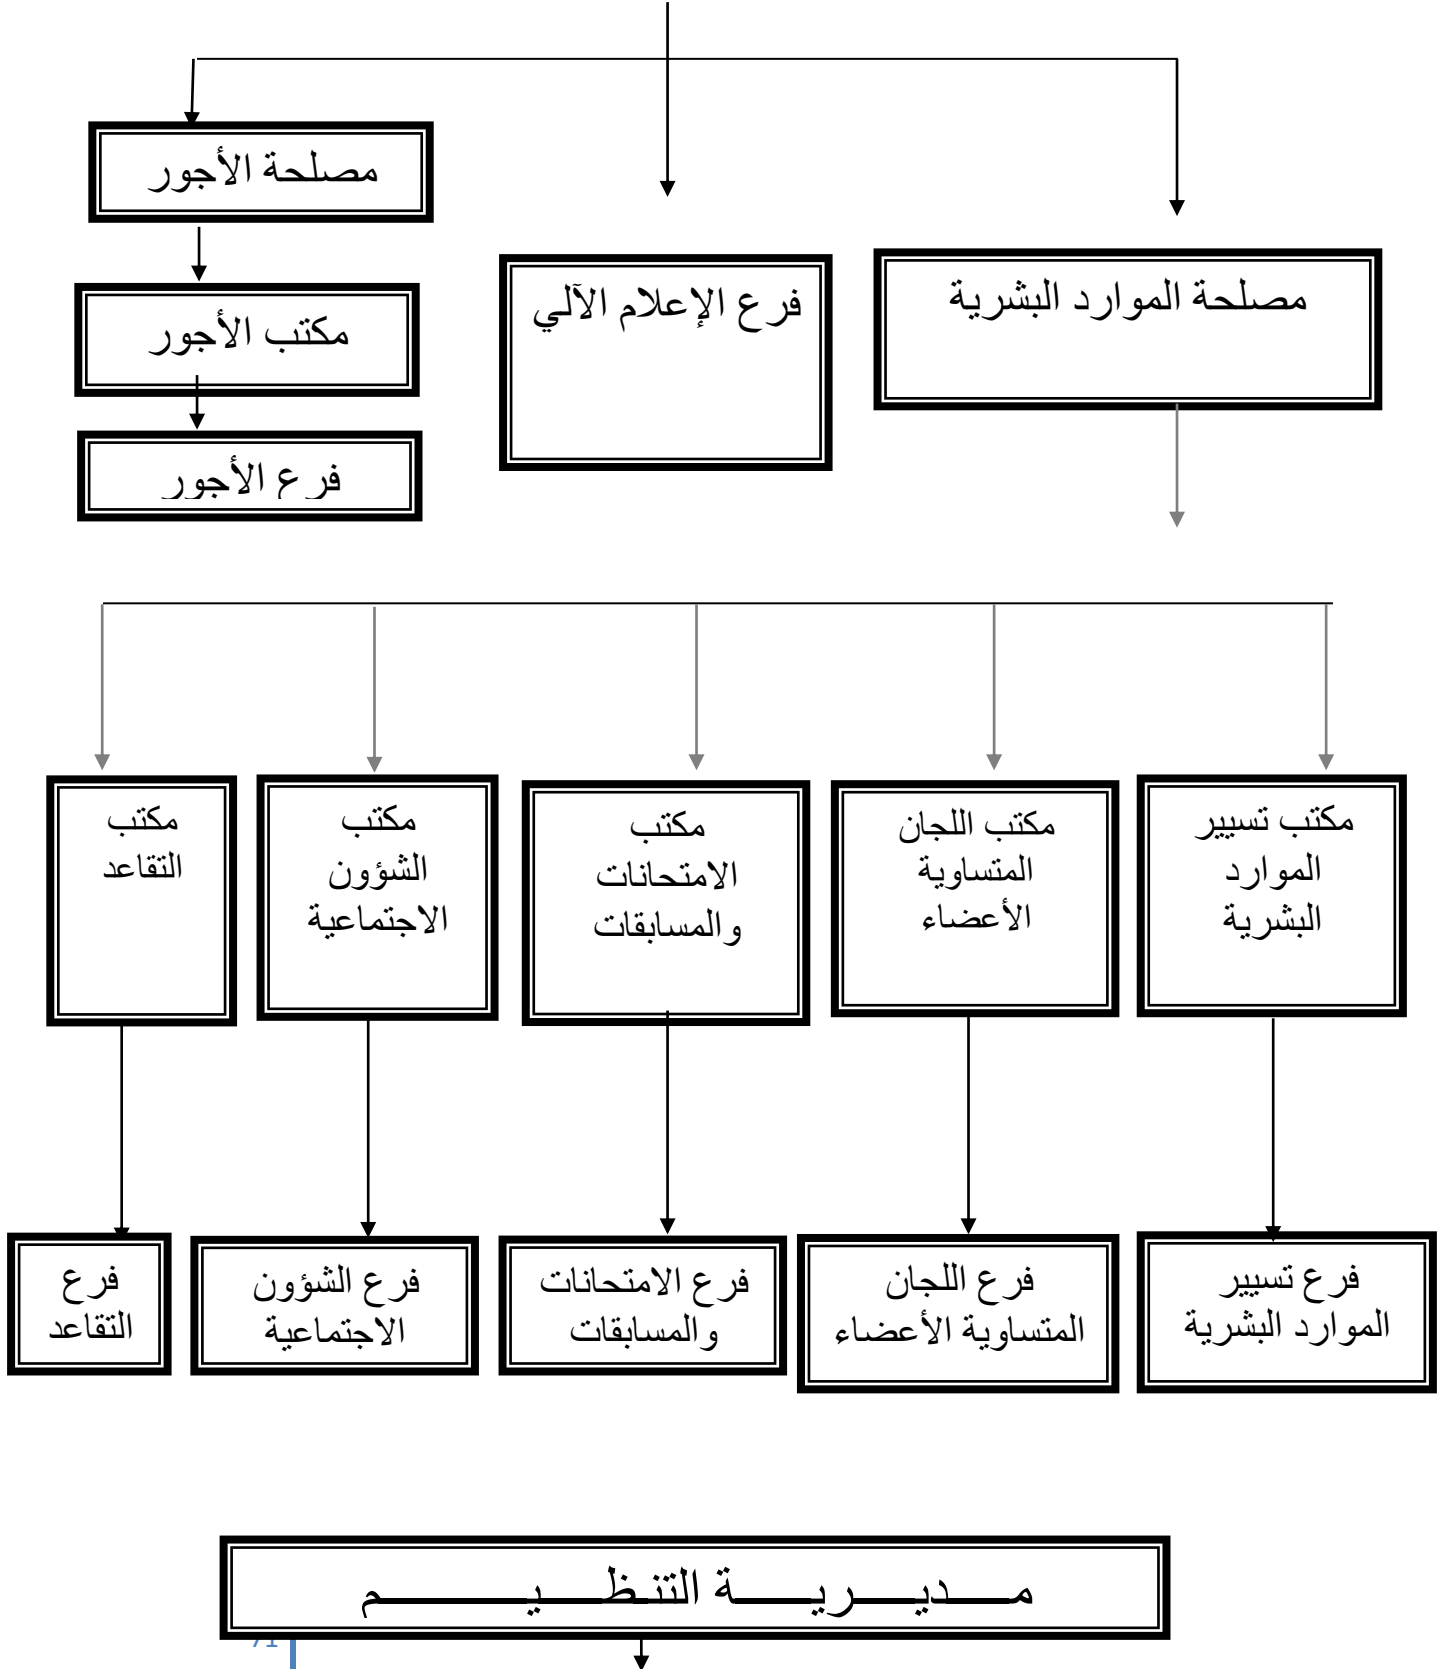 مصلحة الأجور
مكتب الأجور
فرع الأجور
فرع الإعلام الآلي
مصلحة الموارد البشرية
مكتب تسيير
الموارد
البشرية
مكتب اللجان
المتساوية
الأعضاء
مكتب
الامتحانات
والمسابقات
مكتب
الشؤون
الاجتماعية
مكتب
التقاعد
فرع تسيير
الموارد البشرية
فرع اللجان
المتساوية الأعضاء
فرع الامتحانات
والمسابقات
فرع الشؤون
الاجتماعية
فرع
التقاعد
مـــديـــريـــة التنـظـــيـــــم
71